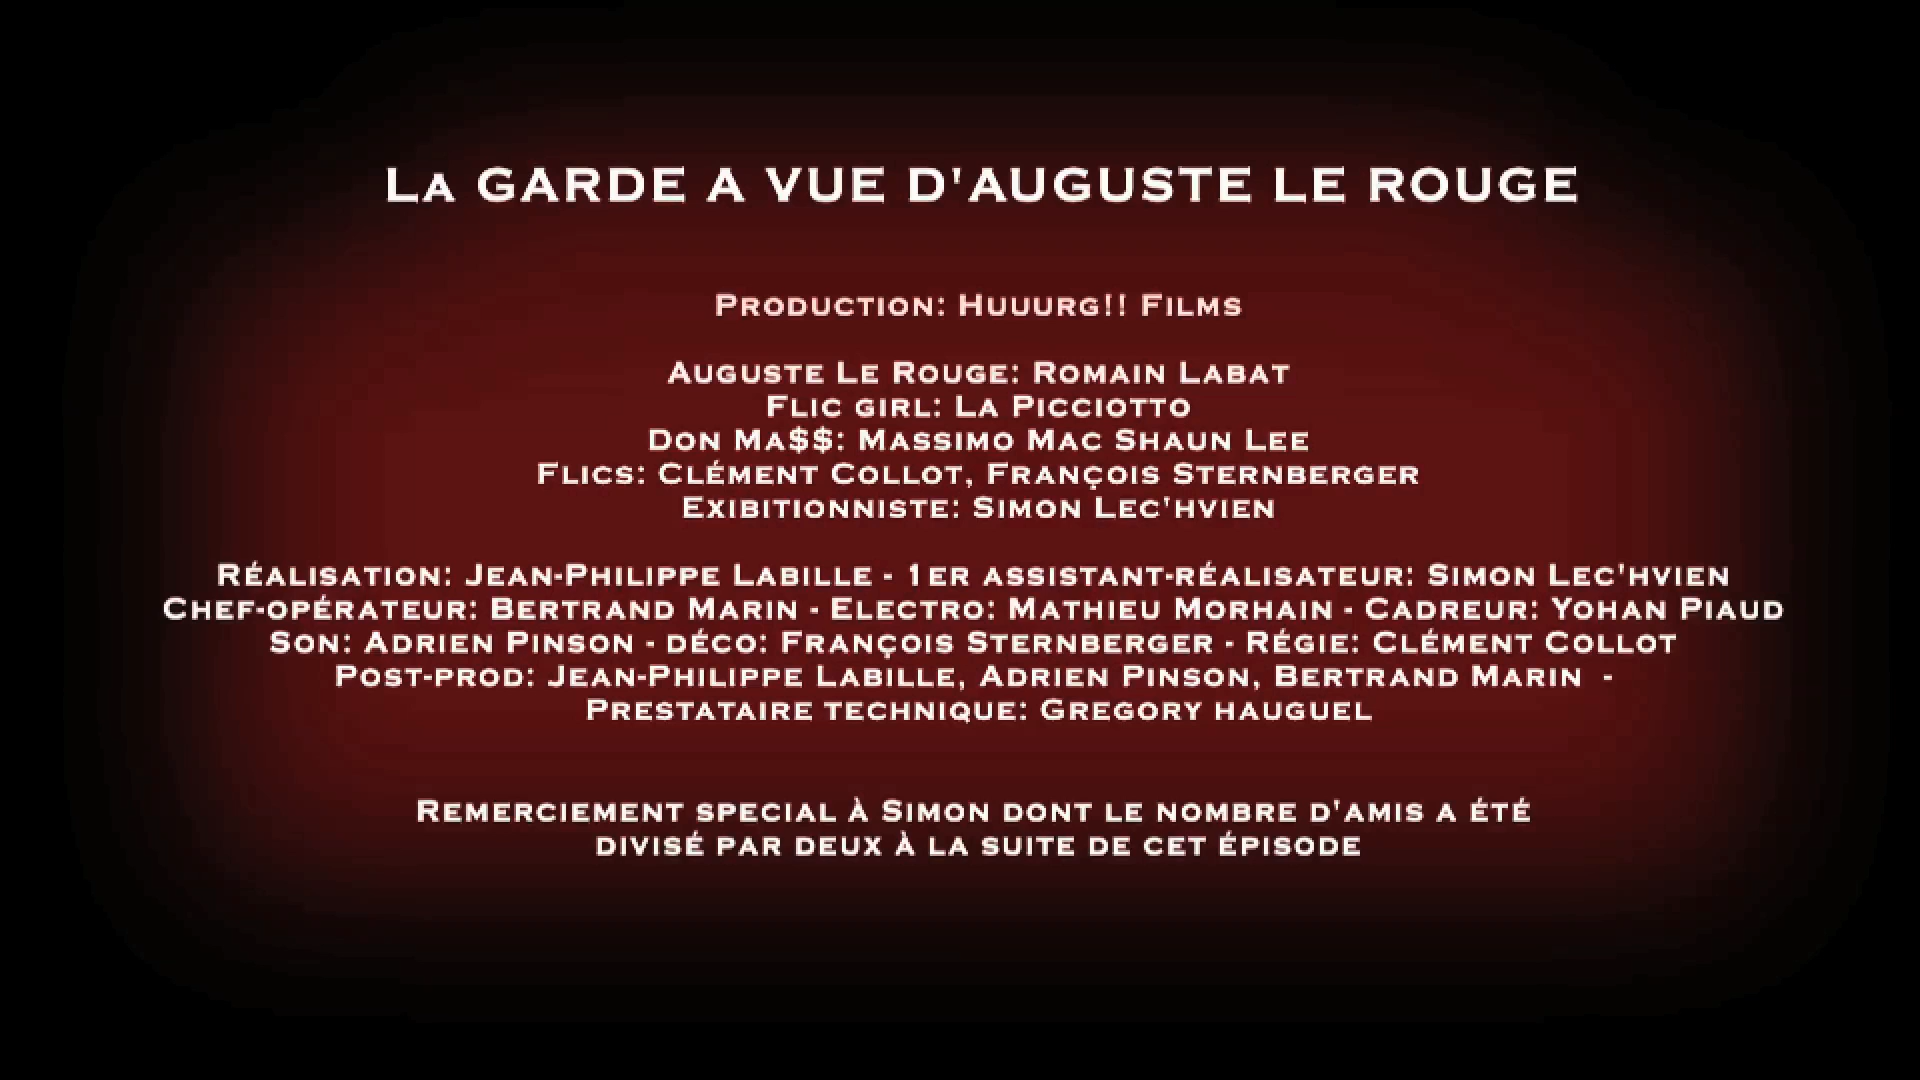 La GARDE A VUE D'AUGUSTE LE ROUGE
Production: Huuurg!! Films
Auguste Le Rouge: Romain Labat
Flic girl: La Picciotto
Don Ma$$: Massimo Mac Shaun Lee
Flics: Clément Collot, François Sternberger
Exibitionniste: Simon Lec'hvien
Réalisation: Jean-Philippe Labille - 1er assistant-réalisateur: Simon Lec'hvien
Chef-opérateur: Bertrand Marin - Electro: Mathieu Morhain - Cadreur: Yohan Piaud
Son: Adrien Pinson - déco: François Sternberger - Régie: Clément Collot
Post-prod: Jean-Philippe Labille, Adrien Pinson, Bertrand Marin -
Prestataire technique: Gregory hauguel
Remerciement special à Simon dont le nombre d'amis a été
divisé par deux à la suite de cet épisode